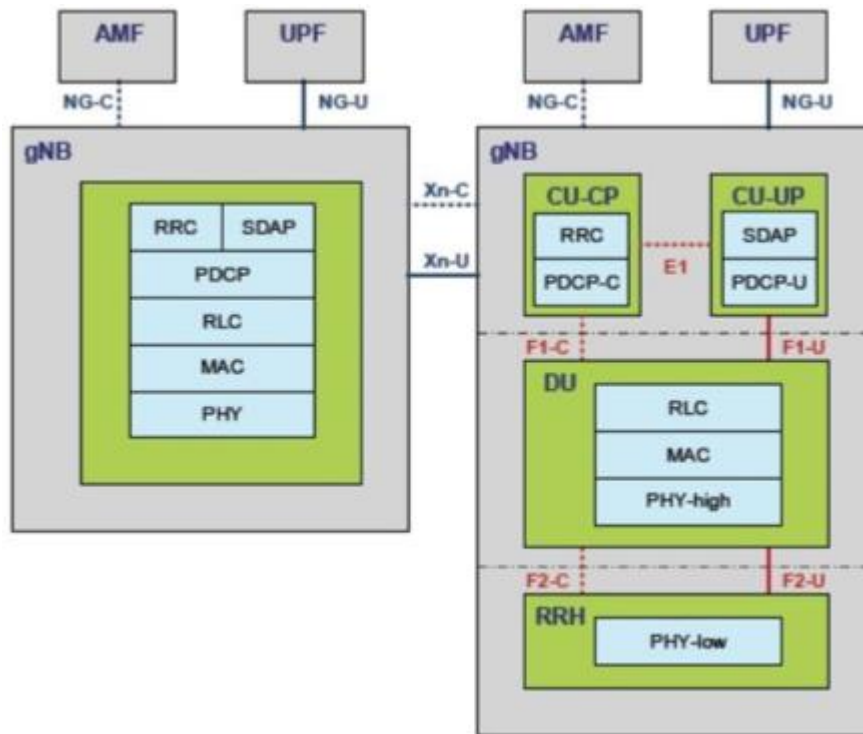 AMF UPF AMF UPF
NG-C NG-U NG-C NG-U
gNB
RRC SDAP
PDCP
RLC
MAC
PHY
Xn-C
Xn-U
gNB
CU-CP CU-UP
RRC SDAP
E1
PDCP-C PDCP-U
F1-C F1-U
DU
RLC
MAC
PHY-high
F2-C F2-U
RRH
PHY-low